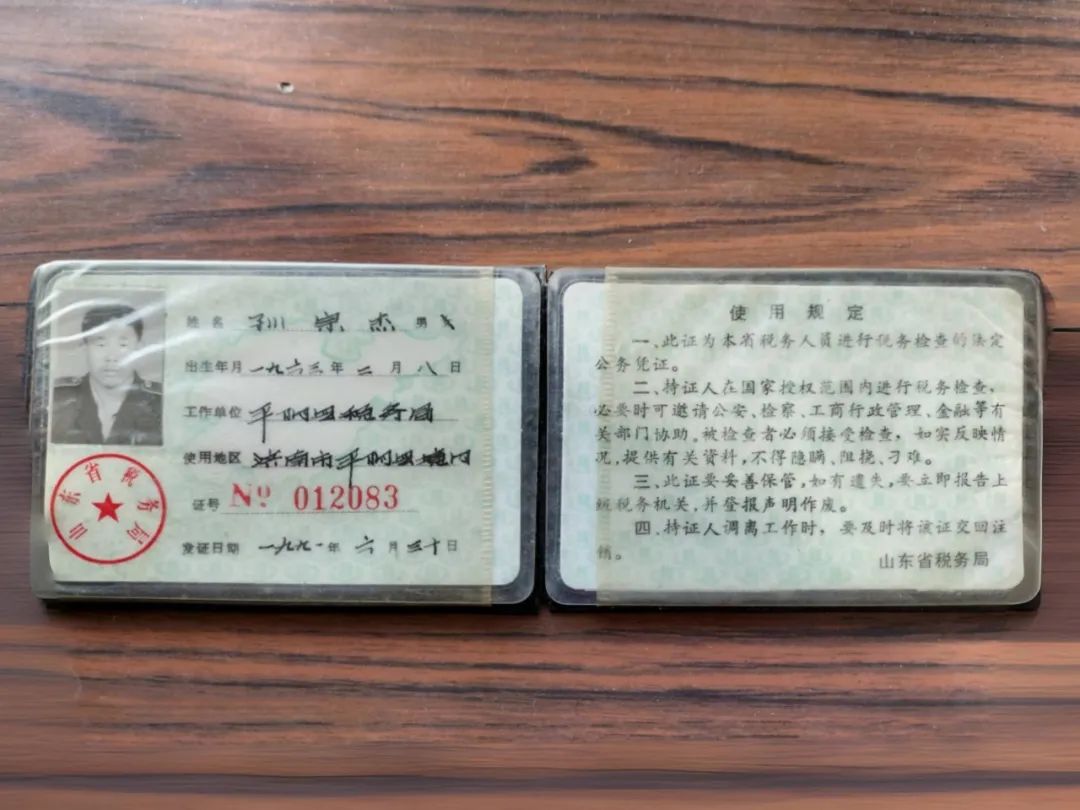 姓名 孙忠杰 男
出生年月 一九六三年二月八日
工作单位 平阴县税务局
使用地区 济南市平阴县境内
证号 Nº 012083
发证日期 一九九一年六月三十日
山东省税务局
使用规定
一、此证为本省税务人员进行税务检查的法定
公务凭证。
二、持证人在国家授权范围内进行税务检查,
必要时可邀请公安、检察、工商行政管理、金融等有
关部门协助。被检查者必须接受检查,如实反映情
况,提供有关资料,不得隐瞒、阻挠、刁难。
三、此证要妥善保管,如有遗失,要立即报告上
级税务机关,并登报声明作废。
四、持证人调离工作时,要及时将该证交回注
销。
山东省税务局